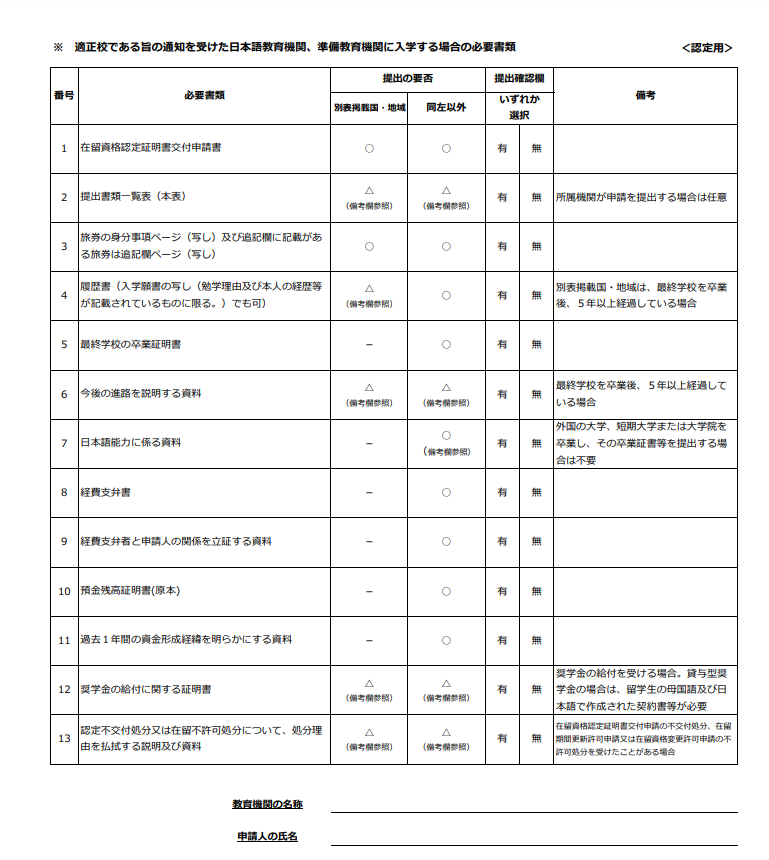 ※ 適正校である旨の通知を受けた日本語教育機関、準備教育機関に入学する場合の必要書類
＜認定用＞
番号
必要書類
提出の要否
提出確認欄
備考
別表掲載国・地域
同左以外
いずれか
選択
1 在留資格認定証明書交付申請書 ○ ○ 有 無
2 提出書類一覧表（本表） △ △ 有 無 所属機関が申請を提出する場合は任意
（備考欄参照） （備考欄参照）
3 旅券の身分事項ページ（写し）及び追記欄に記載があ ○ ○ 有 無
る旅券は追記欄ページ（写し）
4 履歴書（入学願書の写し（勉学理由及び本人の経歴等 △ ○ 有 無 別表掲載国・地域は、最終学校を卒業
が記載されているものに限る。）でも可） （備考欄参照） 後、５年以上経過している場合
5 最終学校の卒業証明書 － ○ 有 無
6 今後の進路を説明する資料 △ △ 有 無 最終学校を卒業後、５年以上経過して
（備考欄参照） （備考欄参照） いる場合
7 日本語能力に係る資料 － ○ 有 無 外国の大学、短期大学または大学院を
（備考欄参照） 卒業し、その卒業証書等を提出する場
合は不要
8 経費支弁書 － ○ 有 無
9 経費支弁者と申請人の関係を立証する資料 － ○ 有 無
10 預金残高証明書(原本) － ○ 有 無
11 過去１年間の資金形成経緯を明らかにする資料 － ○ 有 無
12 奨学金の給付に関する証明書 △ △ 有 無 奨学金の給付を受ける場合。貸与型奨
（備考欄参照） （備考欄参照） 学金の場合は、留学生の母国語及び日
本語で作成された契約書等が必要
13 認定不交付処分又は在留不許可処分について、処分理 △ △ 有 無 在留資格認定証明書交付申請の不交付処分、在留
由を払拭する説明及び資料 （備考欄参照） （備考欄参照） 期間更新許可申請又は在留資格変更許可申請の不
許可処分を受けたことがある場合
教育機関の名称
申請人の氏名